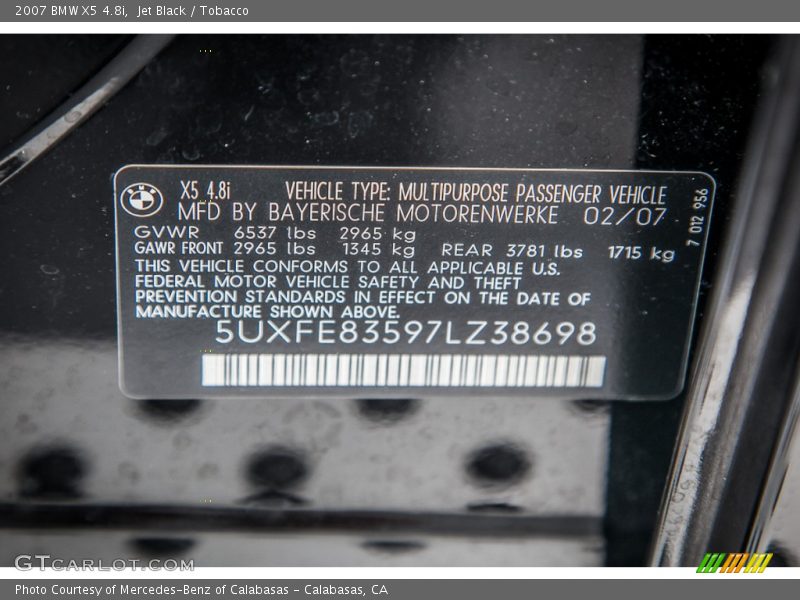 2007 BMW X5 4.8i, Jet Black / Tobacco
X5 4.8i VEHICLE TYPE: MULTIPURPOSE PASSENGER VEHICLE
MFD BY BAYERISCHE MOTORENWERKE 02/07
GVWR 6537 lbs 2965 kg
GAWR FRONT 2965 lbs 1345 kg REAR 3781 lbs 1715 kg
THIS VEHICLE CONFORMS TO ALL APPLICABLE U.S.
FEDERAL MOTOR VEHICLE SAFETY AND THEFT
PREVENTION STANDARDS IN EFFECT ON THE DATE OF
MANUFACTURE SHOWN ABOVE.
5UXFE83597LZ38698
7 012 956
GTCARLOT.COM
Photo Courtesy of Mercedes-Benz of Calabasas - Calabasas, CA